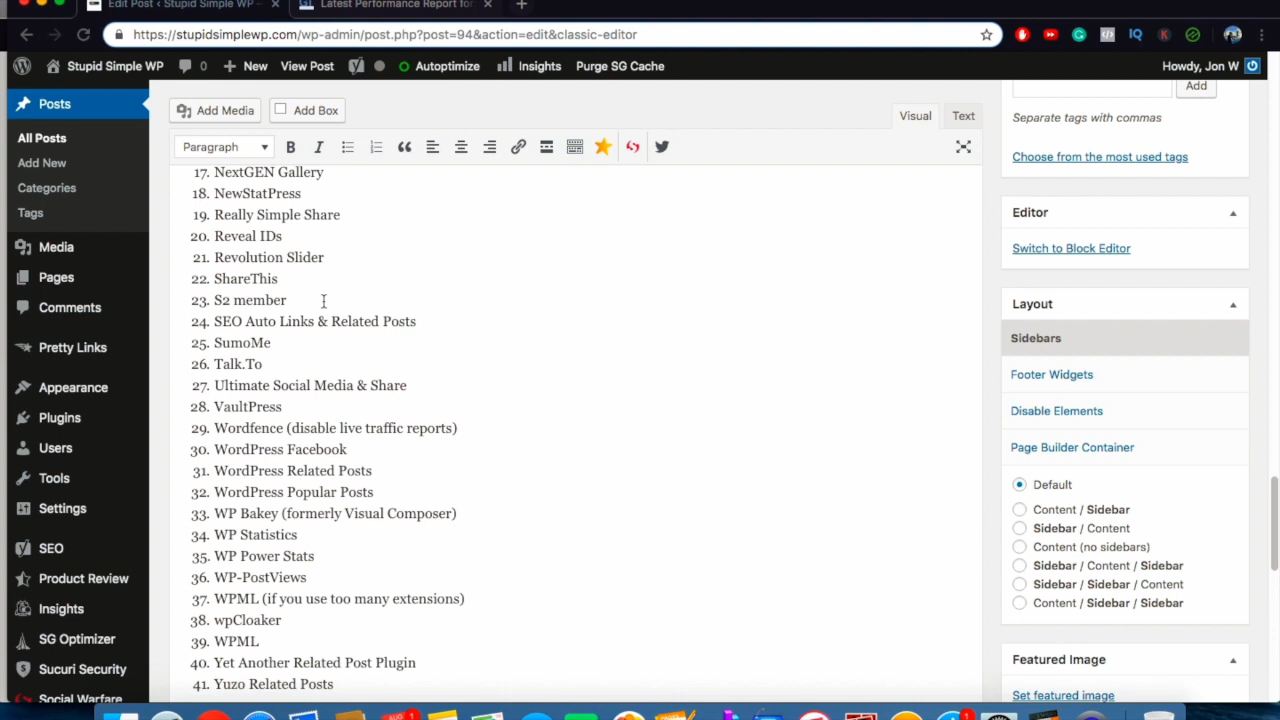 Edit Post ‹ Stupid Simple WP —
Latest Performance Report for
https://stupidsimplewp.com/wp-admin/post.php?post=94&action=edit&classic-editor
Stupid Simple WP
0
New
View Post
Autoptimize
Insights
Purge SG Cache
Howdy, Jon W
Posts
All Posts
Add New
Categories
Tags
Media
Pages
Comments
Pretty Links
Appearance
Plugins
Users
Tools
Settings
SEO
Product Review
Insights
SG Optimizer
Sucuri Security
Social Warfare
Add Media
Add Box
Visual
Text
Paragraph
17. NextGEN Gallery
18. NewStatPress
19. Really Simple Share
20. Reveal IDs
21. Revolution Slider
22. ShareThis
23. S2 member
24. SEO Auto Links & Related Posts
25. SumoMe
26. Talk.To
27. Ultimate Social Media & Share
28. VaultPress
29. Wordfence (disable live traffic reports)
30. WordPress Facebook
31. WordPress Related Posts
32. WordPress Popular Posts
33. WP Bakey (formerly Visual Composer)
34. WP Statistics
35. WP Power Stats
36. WP-PostViews
37. WPML (if you use too many extensions)
38. wpCloaker
39. WPML
40. Yet Another Related Post Plugin
41. Yuzo Related Posts
Add
Separate tags with commas
Choose from the most used tags
Editor
Switch to Block Editor
Layout
Sidebars
Footer Widgets
Disable Elements
Page Builder Container
Default
Content / Sidebar
Sidebar / Content
Content (no sidebars)
Sidebar / Content / Sidebar
Sidebar / Sidebar / Content
Content / Sidebar / Sidebar
Featured Image
Set featured image